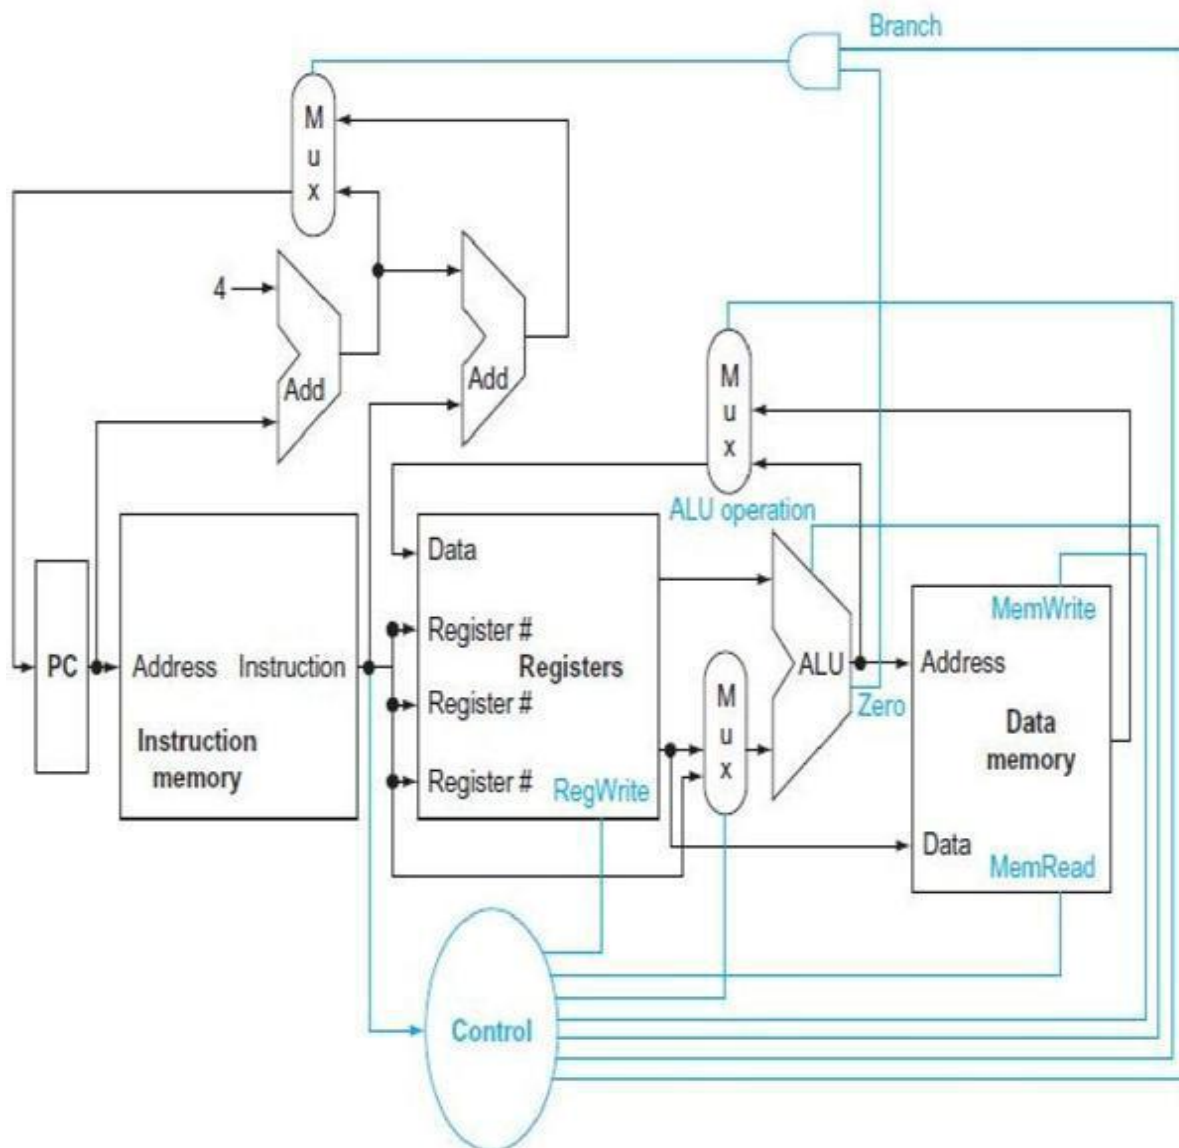 Branch
M
u
x
4
Add
Add
M
u
x
ALU operation
Data
Register #
Register #
Register #
Registers
RegWrite
PC
Address
Instruction
Instruction
memory
M
u
x
ALU
Zero
MemWrite
Address
Data
memory
Data
MemRead
Control